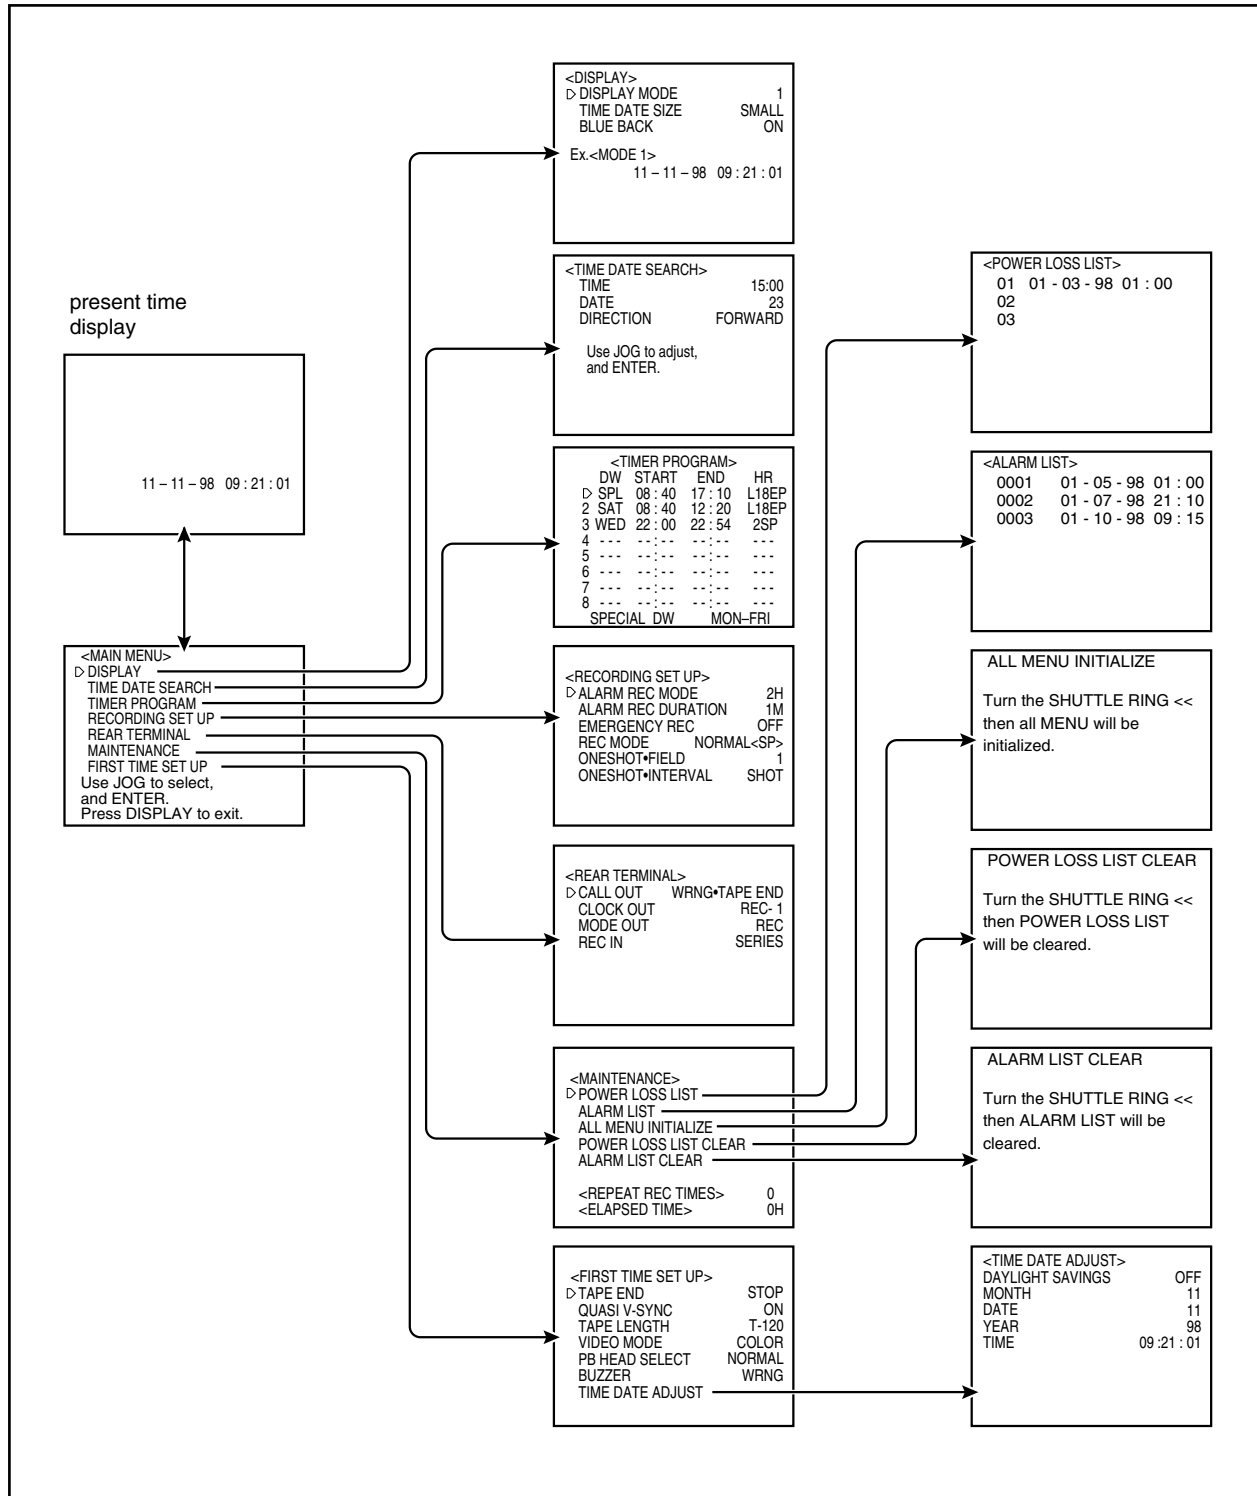 present time
display
11 – 11 – 98 09 : 21 : 01
<MAIN MENU>
DISPLAY
TIME DATE SEARCH
TIMER PROGRAM
RECORDING SET UP
REAR TERMINAL
MAINTENANCE
FIRST TIME SET UP
Use JOG to select,
and ENTER.
Press DISPLAY to exit.
<DISPLAY>
DISPLAY MODE 1
TIME DATE SIZE SMALL
BLUE BACK ON
Ex.<MODE 1>
11 – 11 – 98 09 : 21 : 01
<TIME DATE SEARCH>
TIME 15:00
DATE 23
DIRECTION FORWARD
Use JOG to adjust,
and ENTER.
<TIMER PROGRAM>
DW START END HR
SPL 08 : 40 17 : 10 L18EP
2 SAT 08 : 40 12 : 20 L18EP
3 WED 22 : 00 22 : 54 2SP
4 - - - - - : - - - - : - - - - -
5 - - - - - : - - - - : - - - - -
6 - - - - - : - - - - : - - - - -
7 - - - - - : - - - - : - - - - -
8 - - - - - : - - - - : - - - - -
SPECIAL DW MON–FRI
<RECORDING SET UP>
ALARM REC MODE 2H
ALARM REC DURATION 1M
EMERGENCY REC OFF
REC MODE NORMAL<SP>
ONESHOT•FIELD 1
ONESHOT•INTERVAL SHOT
<REAR TERMINAL>
CALL OUT WRNG•TAPE END
CLOCK OUT REC- 1
MODE OUT REC
REC IN SERIES
<MAINTENANCE>
POWER LOSS LIST
ALARM LIST
ALL MENU INITIALIZE
POWER LOSS LIST CLEAR
ALARM LIST CLEAR
<REPEAT REC TIMES> 0
<ELAPSED TIME> 0H
<FIRST TIME SET UP>
TAPE END STOP
QUASI V-SYNC ON
TAPE LENGTH T-120
VIDEO MODE COLOR
PB HEAD SELECT NORMAL
BUZZER WRNG
TIME DATE ADJUST
<POWER LOSS LIST>
01 01 - 03 - 98 01 : 00
02
03
<ALARM LIST>
0001 01 - 05 - 98 01 : 00
0002 01 - 07 - 98 21 : 10
0003 01 - 10 - 98 09 : 15
ALL MENU INITIALIZE
Turn the SHUTTLE RING <<
then all MENU will be
initialized.
POWER LOSS LIST CLEAR
Turn the SHUTTLE RING <<
then POWER LOSS LIST
will be cleared.
ALARM LIST CLEAR
Turn the SHUTTLE RING <<
then ALARM LIST will be
cleared.
<TIME DATE ADJUST>
DAYLIGHT SAVINGS OFF
MONTH 11
DATE 11
YEAR 98
TIME 09 :21 : 01